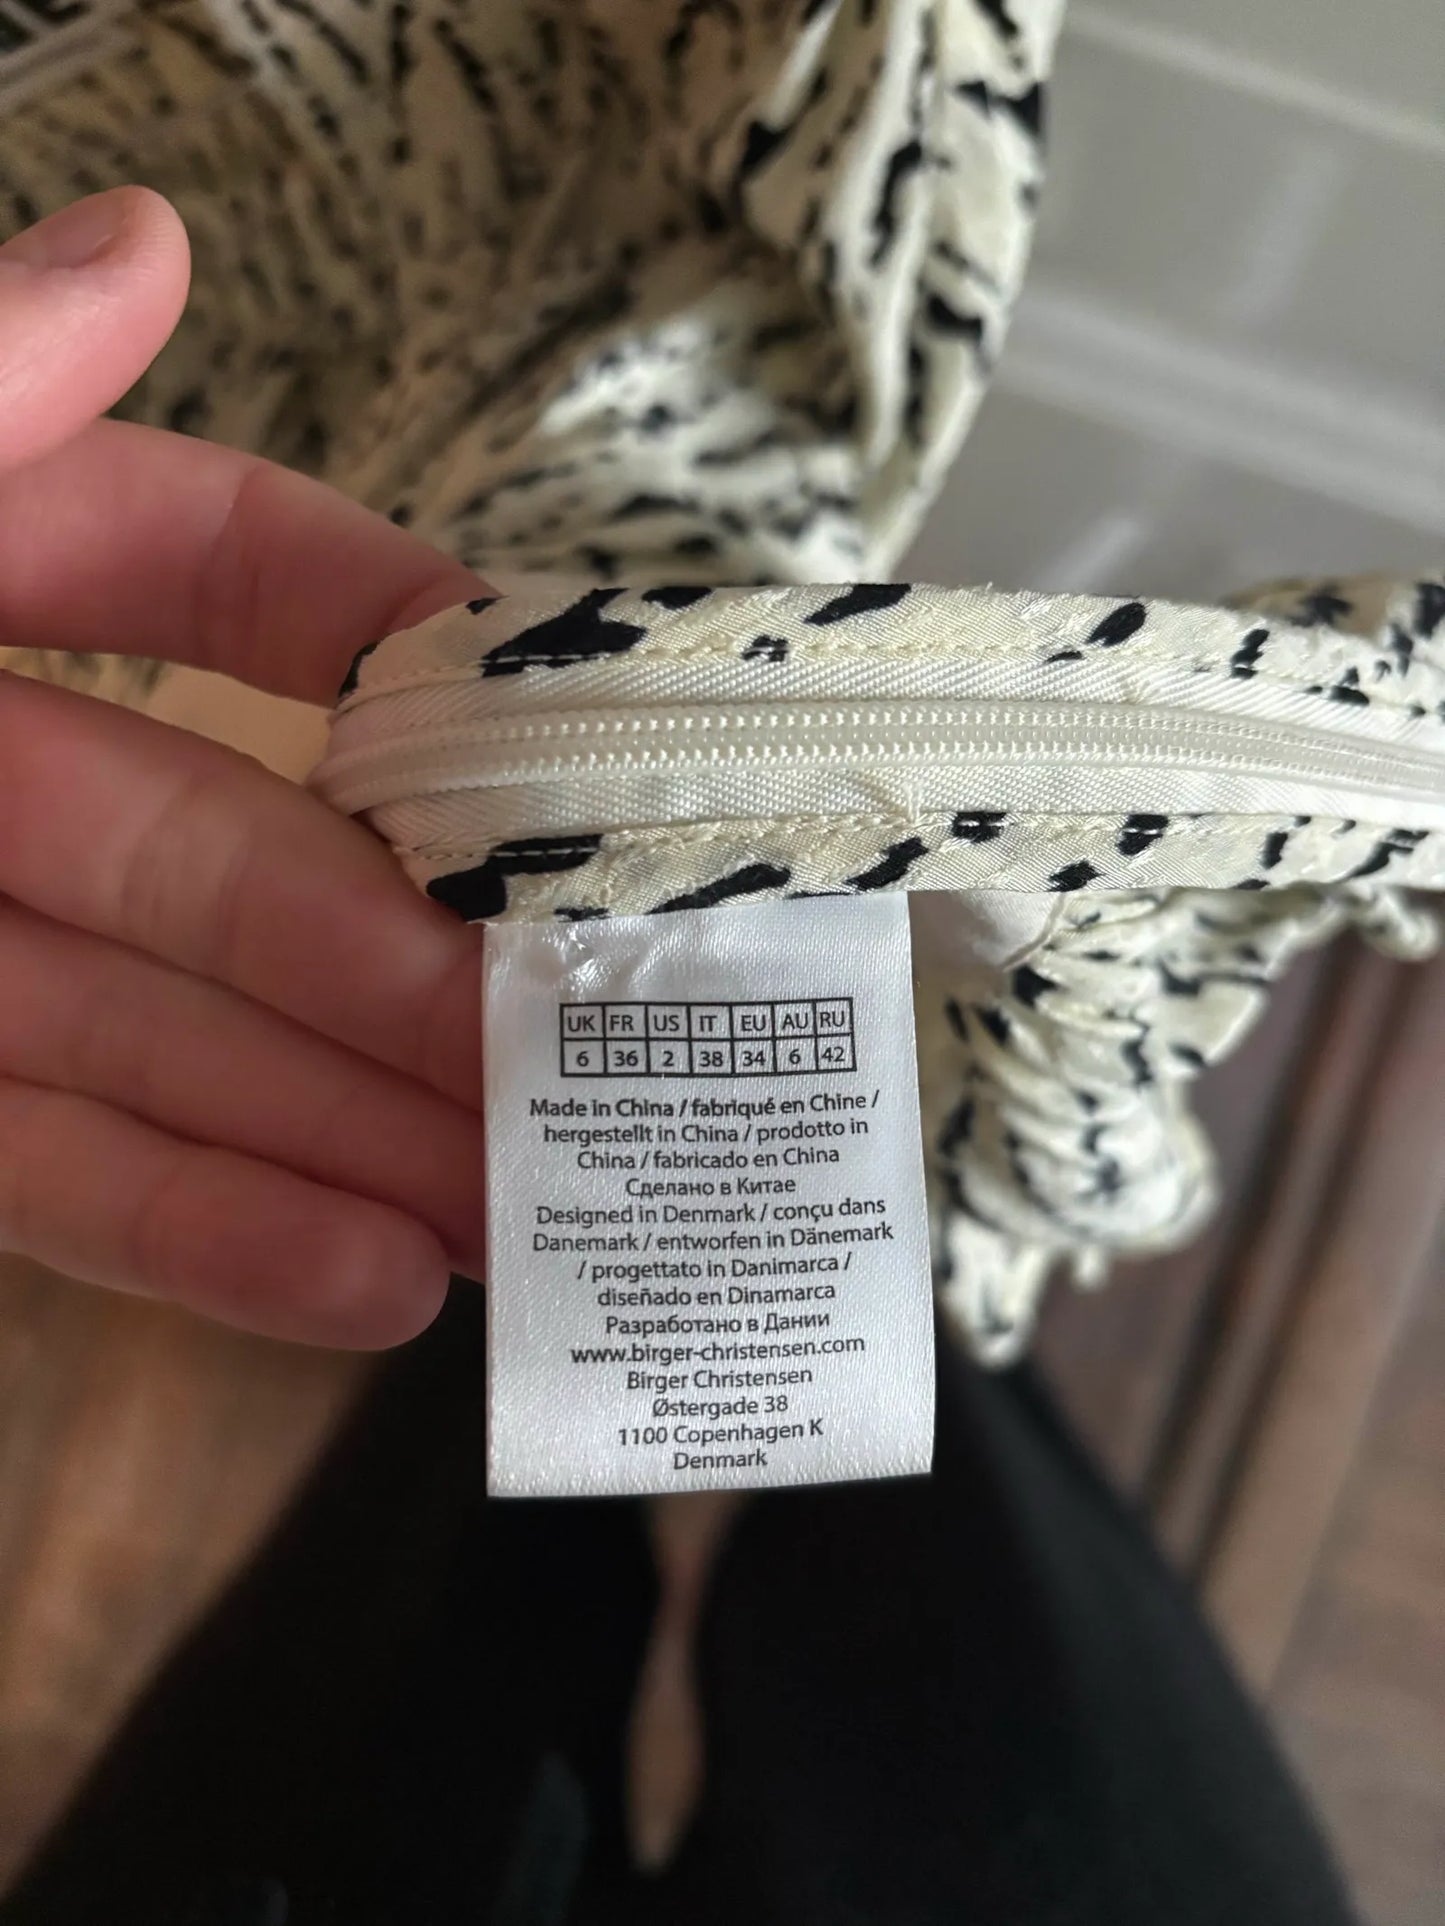 UK FR US IT EU AU RU
6 36 2 38 34 6 42
Made in China / fabriqué en Chine /
hergestellt in China / prodotto in
China / fabricado en China
Сделано в Китае
Designed in Denmark / conçu dans
Danemark / entworfen in Dänemark
/ progettato in Danimarca /
diseñado en Dinamarca
Разработано в Дании
www.birger-christensen.com
Birger Christensen
Østergade 38
1100 Copenhagen K
Denmark